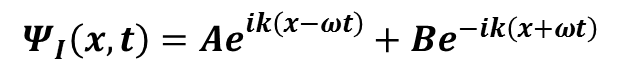 Ψ_I(x,t) = Ae^{ik(x−ωt)} + Be^{−ik(x+ωt)}